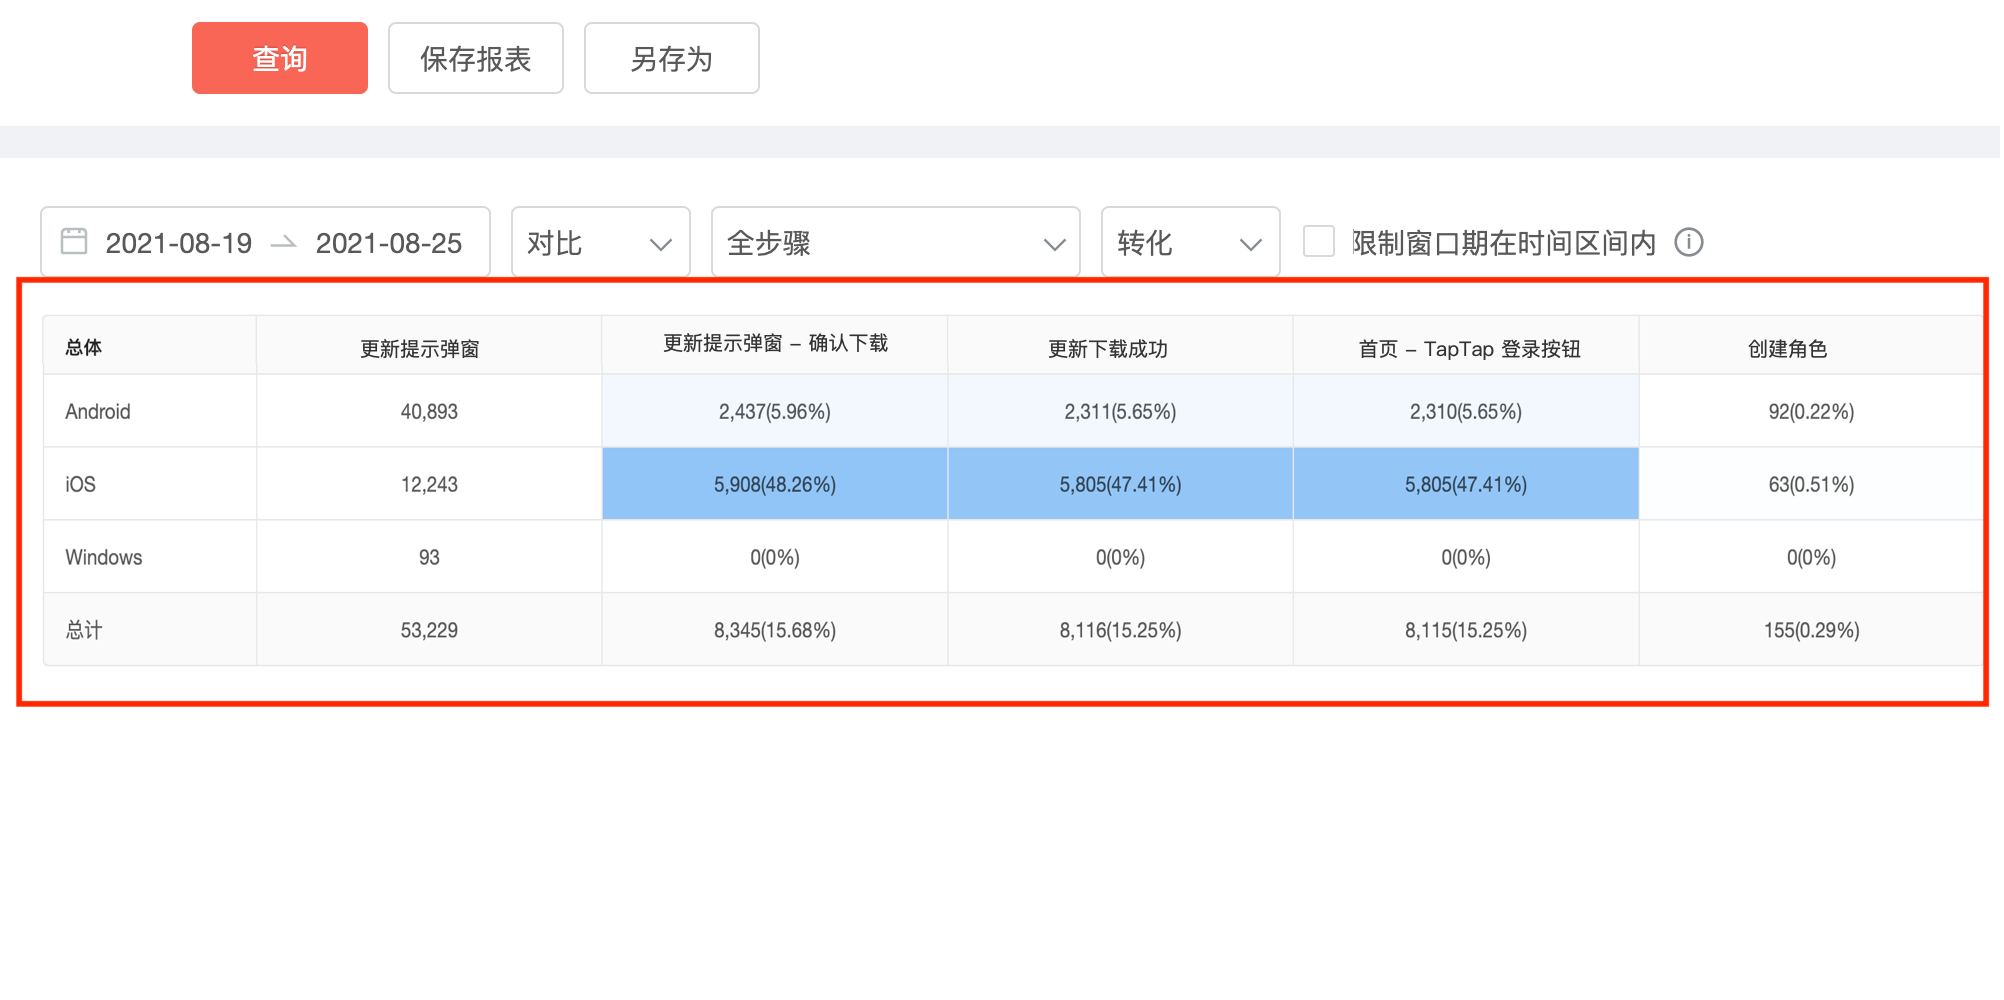 查询 保存报表 另存为
2021-08-19 2021-08-25 对比 全步骤 转化 限制窗口期在时间区间内
总体 更新提示弹窗 更新提示弹窗 – 确认下载 更新下载成功 首页 – TapTap 登录按钮 创建角色
Android 40,893 2,437(5.96%) 2,311(5.65%) 2,310(5.65%) 92(0.22%)
iOS 12,243 5,908(48.26%) 5,805(47.41%) 5,805(47.41%) 63(0.51%)
Windows 93 0(0%) 0(0%) 0(0%) 0(0%)
总计 53,229 8,345(15.68%) 8,116(15.25%) 8,115(15.25%) 155(0.29%)